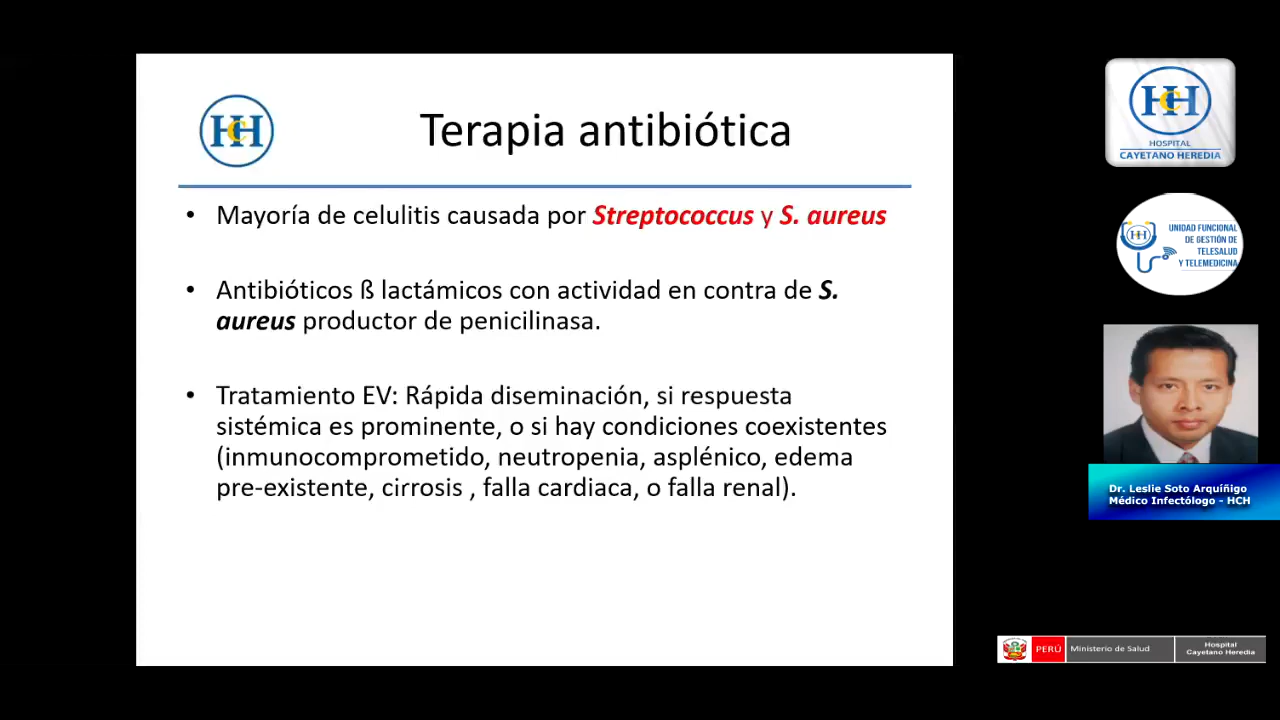 HCH
Terapia antibiótica
• Mayoría de celulitis causada por Streptococcus y S. aureus
• Antibióticos ß lactámicos con actividad en contra de S.
aureus productor de penicilinasa.
• Tratamiento EV: Rápida diseminación, si respuesta
sistémica es prominente, o si hay condiciones coexistentes
(inmunocomprometido, neutropenia, asplénico, edema
pre-existente, cirrosis , falla cardiaca, o falla renal).
HCH
HOSPITAL
CAYETANO HEREDIA
HCH
UNIDAD FUNCIONAL
DE GESTIÓN DE
TELESALUD
Y TELEMEDICINA
Dr. Leslie Soto Arquíñigo
Médico Infectólogo - HCH
PERÚ
Ministerio de Salud
Hospital
Cayetano Heredia